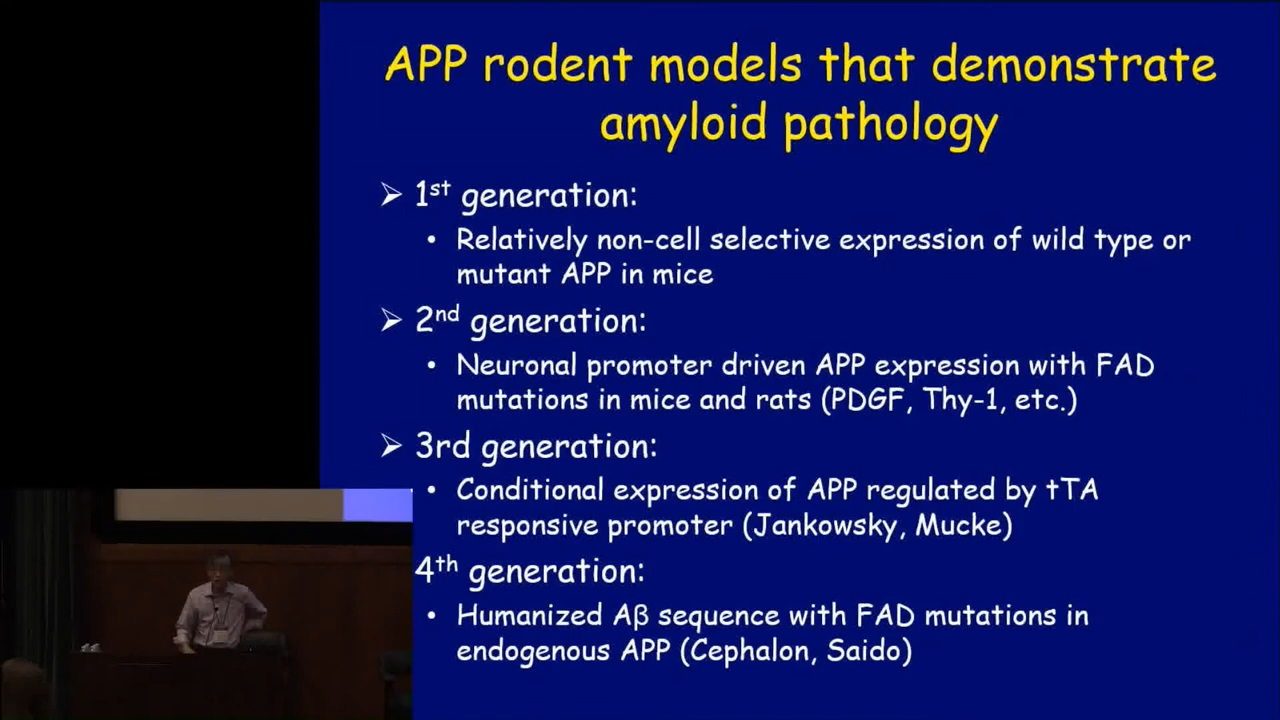 APP rodent models that demonstrate
amyloid pathology
➢ 1st generation:
• Relatively non-cell selective expression of wild type or
mutant APP in mice
➢ 2nd generation:
• Neuronal promoter driven APP expression with FAD
mutations in mice and rats (PDGF, Thy-1, etc.)
➢ 3rd generation:
• Conditional expression of APP regulated by tTA
responsive promoter (Jankowsky, Mucke)
4th generation:
• Humanized Aβ sequence with FAD mutations in
endogenous APP (Cephalon, Saido)